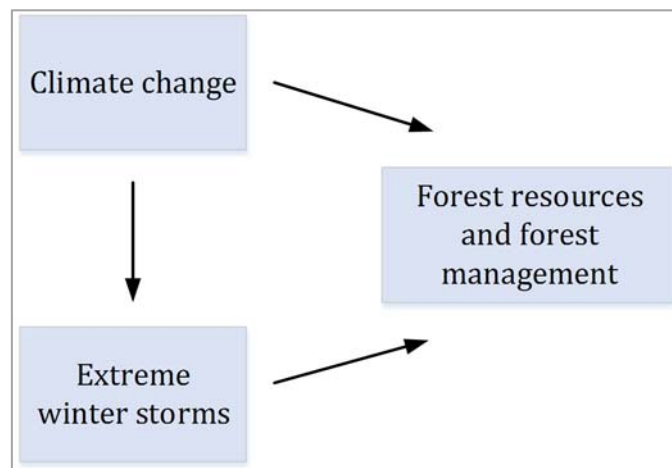 Climate change
Forest resources
and forest
management
Extreme
winter storms